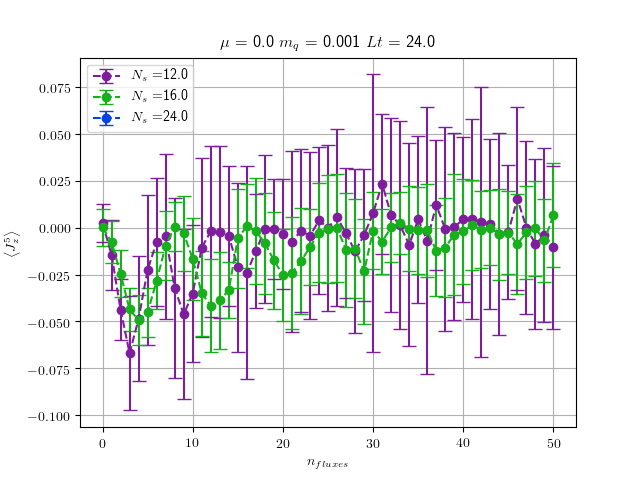 μ = 0.0 m_q = 0.001 Lt = 24.0
N_s =12.0
N_s =16.0
N_s =24.0
0.075
0.050
0.025
0.000
−0.025
−0.050
−0.075
−0.100
⟨J_z^5⟩
0 10 20 30 40 50
n_{fluxes}